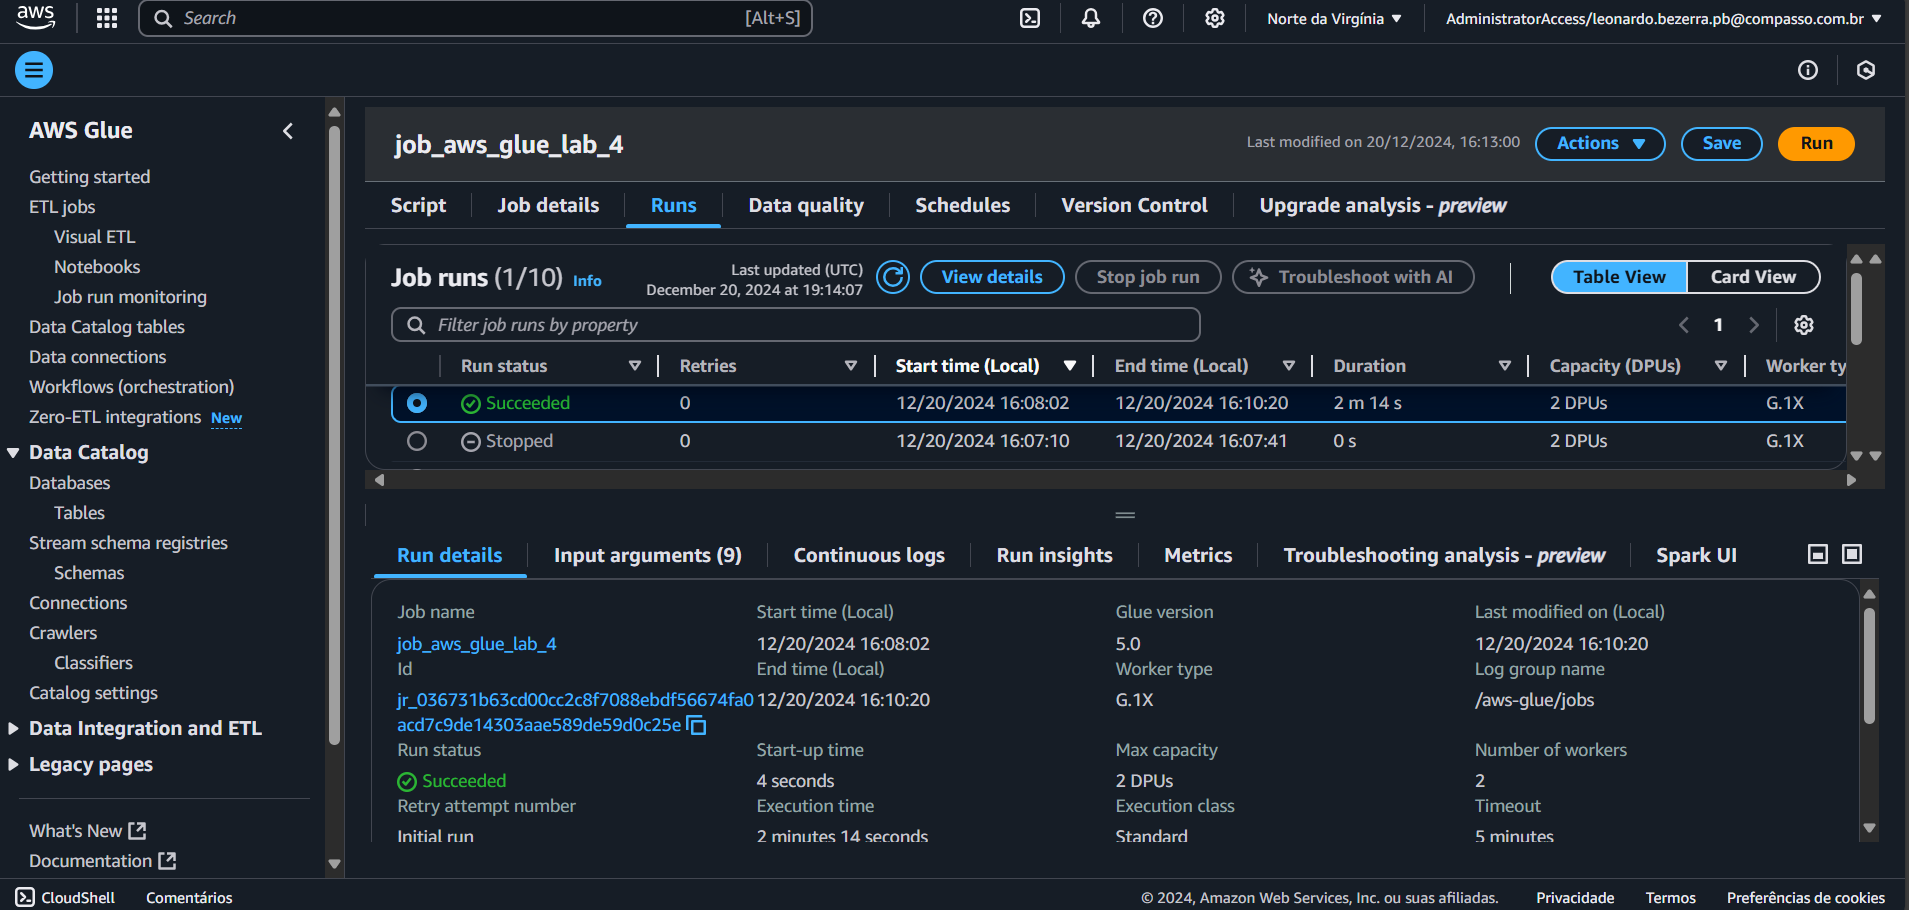 aws
Search [Alt+S]
Norte da Virgínia
AdministratorAccess/leonardo.bezerra.pb@compasso.com.br
AWS Glue
Getting started
ETL jobs
Visual ETL
Notebooks
Job run monitoring
Data Catalog tables
Data connections
Workflows (orchestration)
Zero-ETL integrations New
Data Catalog
Databases
Tables
Stream schema registries
Schemas
Connections
Crawlers
Classifiers
Catalog settings
Data Integration and ETL
Legacy pages
What's New
Documentation
job_aws_glue_lab_4
Last modified on 20/12/2024, 16:13:00
Actions
Save
Run
Script Job details Runs Data quality Schedules Version Control Upgrade analysis - preview
Job runs (1/10) Info
Last updated (UTC)
December 20, 2024 at 19:14:07
View details
Stop job run
Troubleshoot with AI
Table View
Card View
Filter job runs by property
1
Run status Retries Start time (Local) End time (Local) Duration Capacity (DPUs) Worker ty
Succeeded 0 12/20/2024 16:08:02 12/20/2024 16:10:20 2 m 14 s 2 DPUs G.1X
Stopped 0 12/20/2024 16:07:10 12/20/2024 16:07:41 0 s 2 DPUs G.1X
Run details Input arguments (9) Continuous logs Run insights Metrics Troubleshooting analysis - preview Spark UI
Job name Start time (Local) Glue version Last modified on (Local)
job_aws_glue_lab_4 12/20/2024 16:08:02 5.0 12/20/2024 16:10:20
Id End time (Local) Worker type Log group name
jr_036731b63cd00cc2c8f7088ebdf56674fa0 12/20/2024 16:10:20 G.1X /aws-glue/jobs
acd7c9de14303aae589de59d0c25e
Run status Start-up time Max capacity Number of workers
Succeeded 4 seconds 2 DPUs 2
Retry attempt number Execution time Execution class Timeout
Initial run 2 minutes 14 seconds Standard 5 minutes
CloudShell Comentários © 2024, Amazon Web Services, Inc. ou suas afiliadas. Privacidade Termos Preferências de cookies